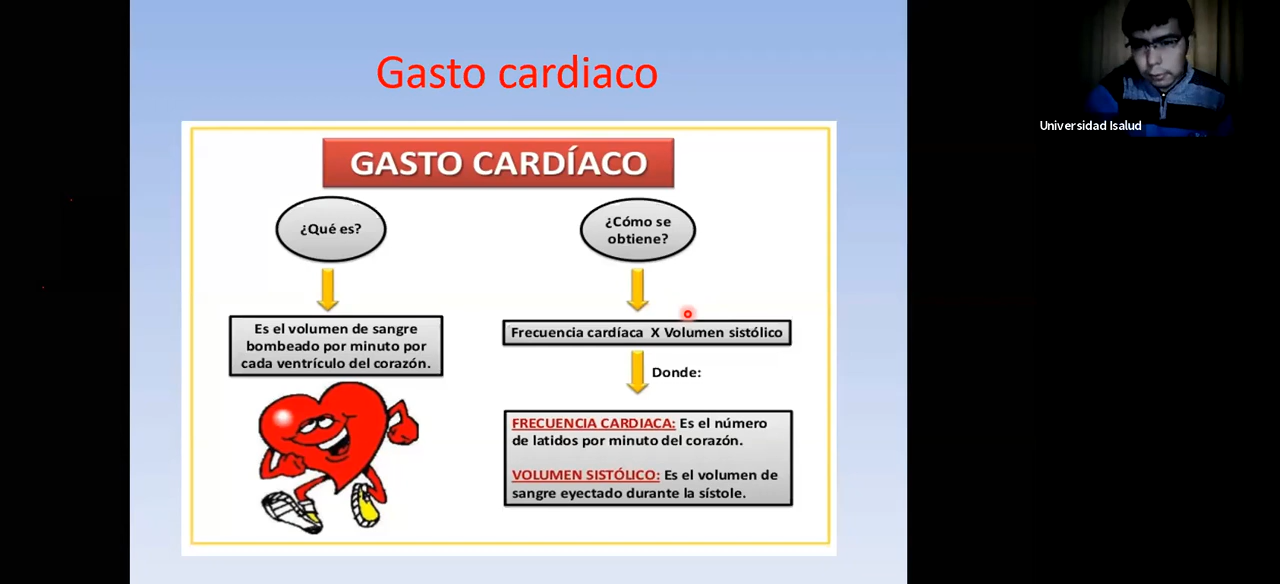 Gasto cardiaco
GASTO CARDÍACO
¿Qué es?
Es el volumen de sangre
bombeado por minuto por
cada ventrículo del corazón.
¿Cómo se
obtiene?
Frecuencia cardíaca X Volumen sistólico
Donde:
FRECUENCIA CARDIACA: Es el número
de latidos por minuto del corazón.
VOLUMEN SISTÓLICO: Es el volumen de
sangre eyectado durante la sístole.
Universidad Isalud